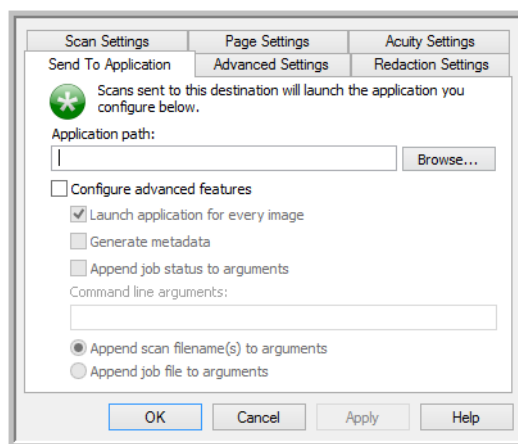 Scan Settings Page Settings Acuity Settings
Send To Application Advanced Settings Redaction Settings
Scans sent to this destination will launch the application you
configure below.
Application path:
Browse...
Configure advanced features
Launch application for every image
Generate metadata
Append job status to arguments
Command line arguments:
Append scan filename(s) to arguments
Append job file to arguments
OK Cancel Apply Help